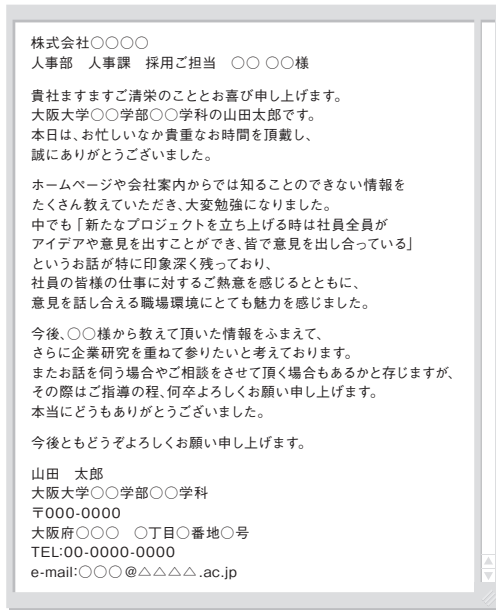 株式会社○○○○
人事部　人事課　採用ご担当　○○ ○○様
貴社ますますご清栄のこととお喜び申し上げます。
大阪大学○○学部○○学科の山田太郎です。
本日は、お忙しいなか貴重なお時間を頂戴し、
誠にありがとうございました。
ホームページや会社案内からでは知ることのできない情報を
たくさん教えていただき、大変勉強になりました。
中でも「新たなプロジェクトを立ち上げる時は社員全員が
アイデアや意見を出すことができ、皆で意見を出し合っている」
というお話が特に印象深く残っており、
社員の皆様の仕事に対するご熱意を感じるとともに、
意見を話し合える職場環境にとても魅力を感じました。
今後、○○様から教えて頂いた情報をふまえて、
さらに企業研究を重ねて参りたいと考えております。
またお話を伺う場合やご相談をさせて頂く場合もあるかと存じますが、
その際はご指導の程、何卒よろしくお願い申し上げます。
本当にどうもありがとうございました。
今後ともどうぞよろしくお願い申し上げます。
山田　太郎
大阪大学○○学部○○学科
〒000-0000
大阪府○○○　○丁目○番地○号
TEL:00-0000-0000
e-mail:○○○@△△△△.ac.jp